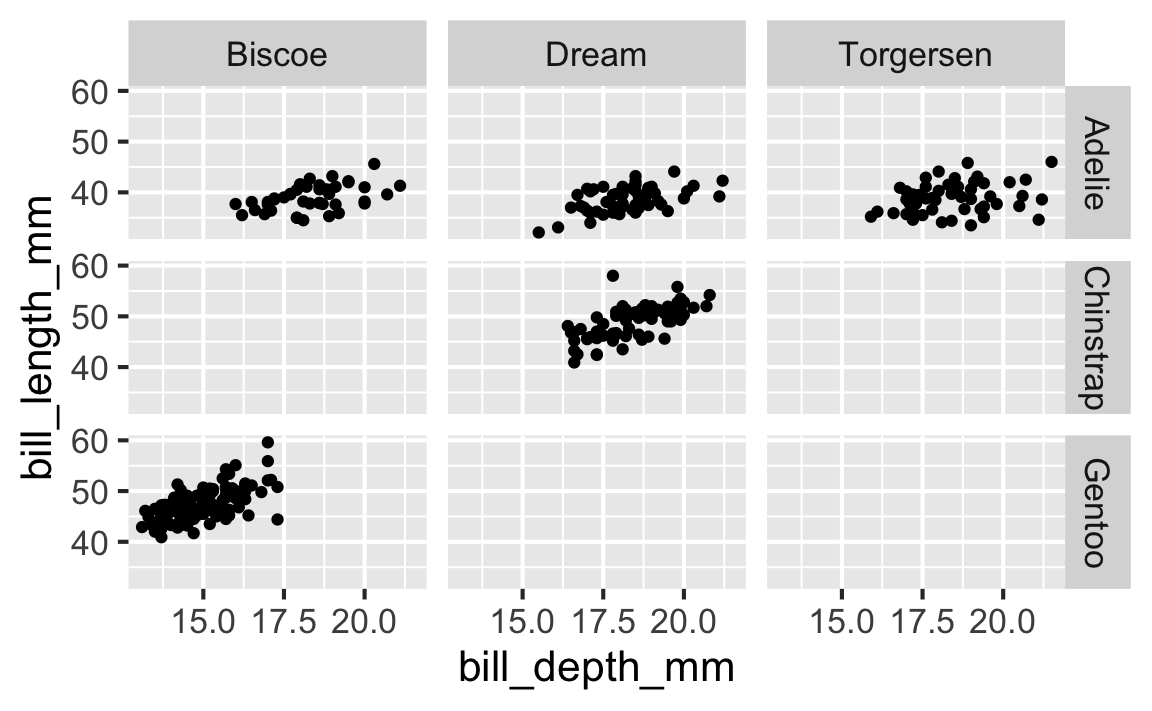 Biscoe Dream Torgersen
60
50
40
Adelie
60
50
40
Chinstrap
60
50
40
Gentoo
bill_length_mm
15.0 17.5 20.0 15.0 17.5 20.0 15.0 17.5 20.0
bill_depth_mm